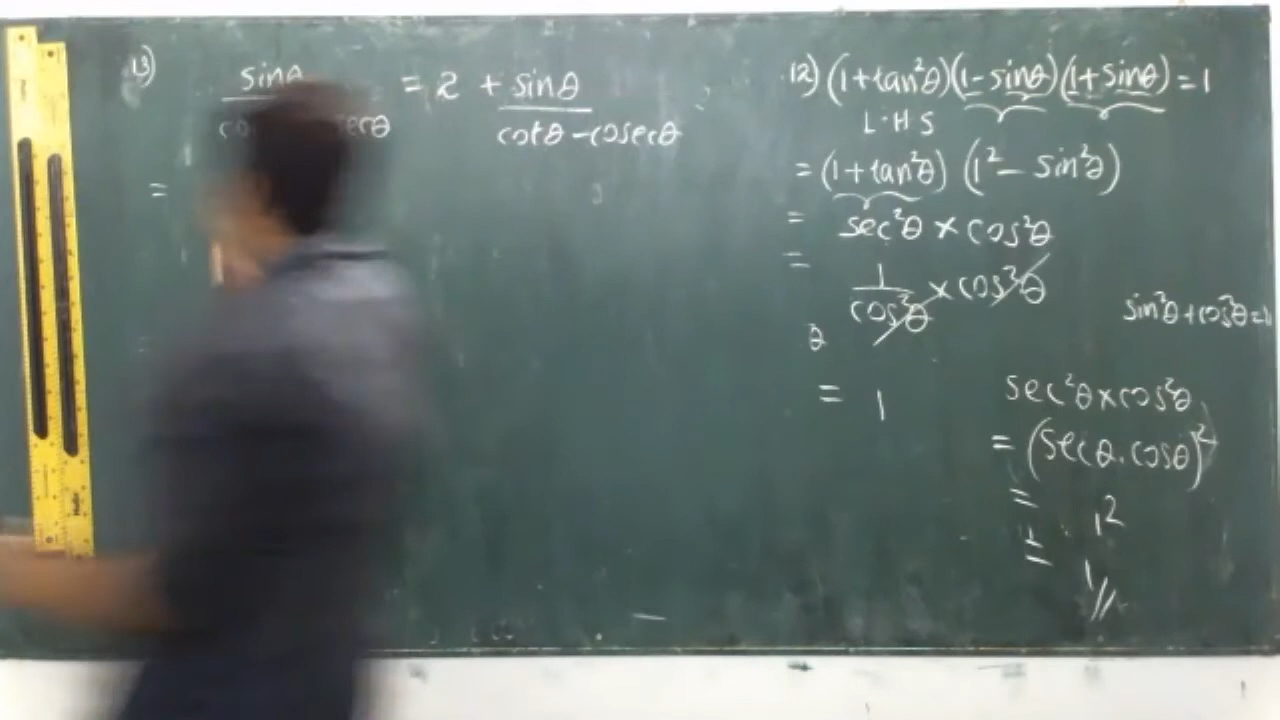 13) sinθ = 2 + sinθ
cotθ - cosecθ
=
12) (1+tan²θ)(1-sinθ)(1+sinθ) = 1
L.H.S
= (1+tan²θ) (1² - sin²θ)
= sec²θ × cos²θ
= 1 × cos²θ
cos²θ
= 1
sin²θ + cos²θ = 1
sec²θ × cos²θ
= (secθ.cosθ)²
= 1²
= 1